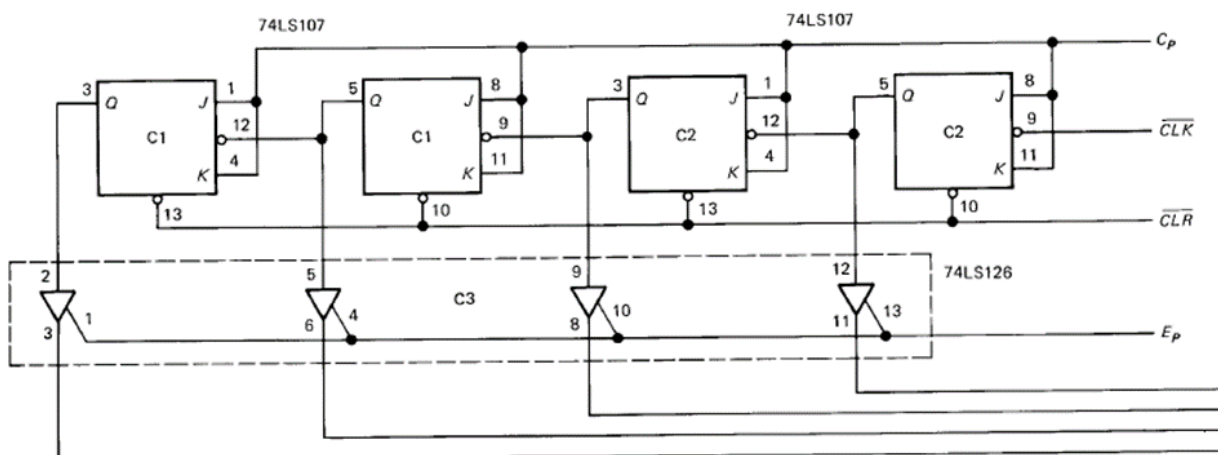 74LS107 74LS107
C_P
3 Q J 1 5 Q J 8 3 Q J 1 5 Q J 8
C1 12 C1 9 C2 12 C2 9 \overline{CLK}
K 4 K 11 K 4 K 11
13 10 13 10 \overline{CLR}
74LS126
2 5 9 12
C3
1 4 10 13
3 6 8 11
E_P